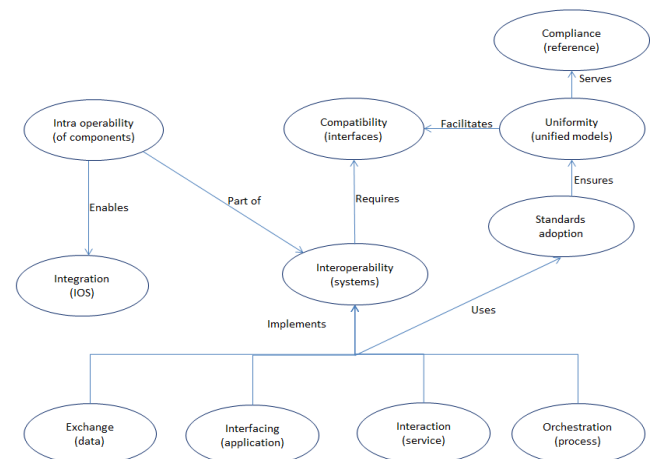 Compliance
(reference)
Serves
Intra operability
(of components)
Compatibility
(interfaces)
Facilitates
Uniformity
(unified models)
Ensures
Enables
Part of
Requires
Standards
adoption
Integration
(IOS)
Interoperability
(systems)
Implements
Uses
Exchange
(data)
Interfacing
(application)
Interaction
(service)
Orchestration
(process)